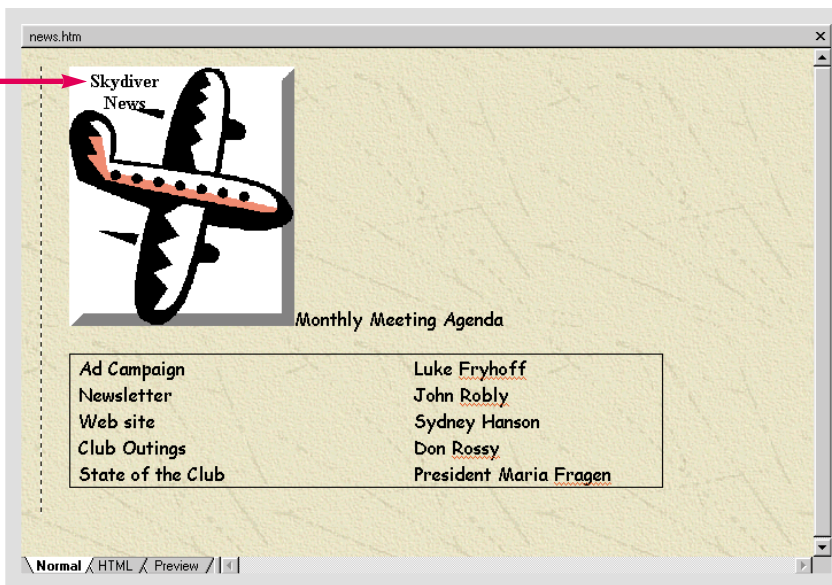 news.htm
Skydiver
News
Monthly Meeting Agenda
Ad Campaign Luke Fryhoff
Newsletter John Robly
Web site Sydney Hanson
Club Outings Don Rossy
State of the Club President Maria Fragen
Normal HTML Preview